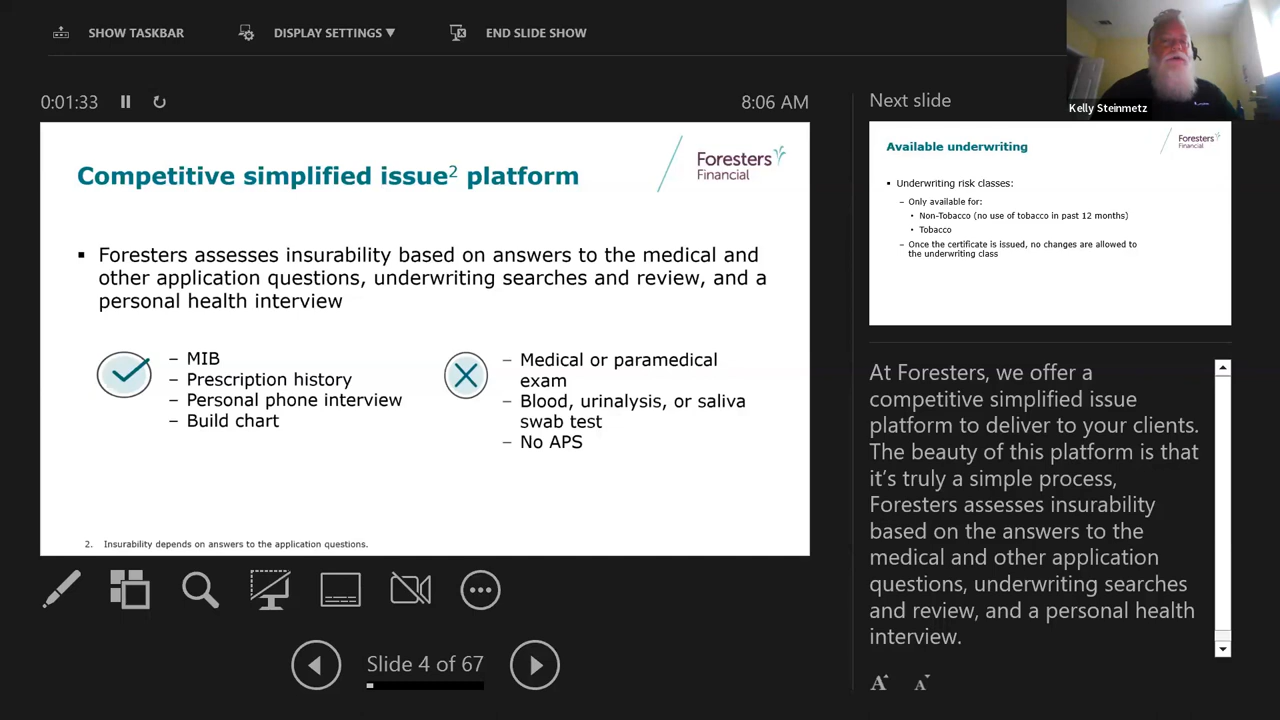 SHOW TASKBAR
DISPLAY SETTINGS ▼
END SLIDE SHOW
Kelly Steinmetz
0:01:33
8:06 AM
Competitive simplified issue2 platform
Foresters
Financial
▪ Foresters assesses insurability based on answers to the medical and
other application questions, underwriting searches and review, and a
personal health interview
– MIB
– Prescription history
– Personal phone interview
– Build chart
– Medical or paramedical
exam
– Blood, urinalysis, or saliva
swab test
– No APS
2. Insurability depends on answers to the application questions.
Slide 4 of 67
Next slide
Available underwriting
Foresters
Financial
▪ Underwriting risk classes:
– Only available for:
• Non-Tobacco (no use of tobacco in past 12 months)
• Tobacco
– Once the certificate is issued, no changes are allowed to
the underwriting class
At Foresters, we offer a
competitive simplified issue
platform to deliver to your clients.
The beauty of this platform is that
it’s truly a simple process,
Foresters assesses insurability
based on the answers to the
medical and other application
questions, underwriting searches
and review, and a personal health
interview.
A A